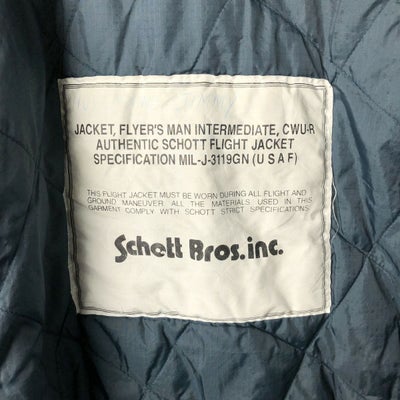 JACKET, FLYER'S MAN INTERMEDIATE, CWU-R
AUTHENTIC SCHOTT FLIGHT JACKET
SPECIFICATION MIL-J-3119GN (U S A F)
THIS FLIGHT JACKET MUST BE WORN DURING ALL FLIGHT AND
GROUND MANEUVER. ALL THE MATERIALS USED IN THIS
GARMENT COMPLY WITH SCHOTT STRICT SPECIFICATIONS
Schett Bros.inc.